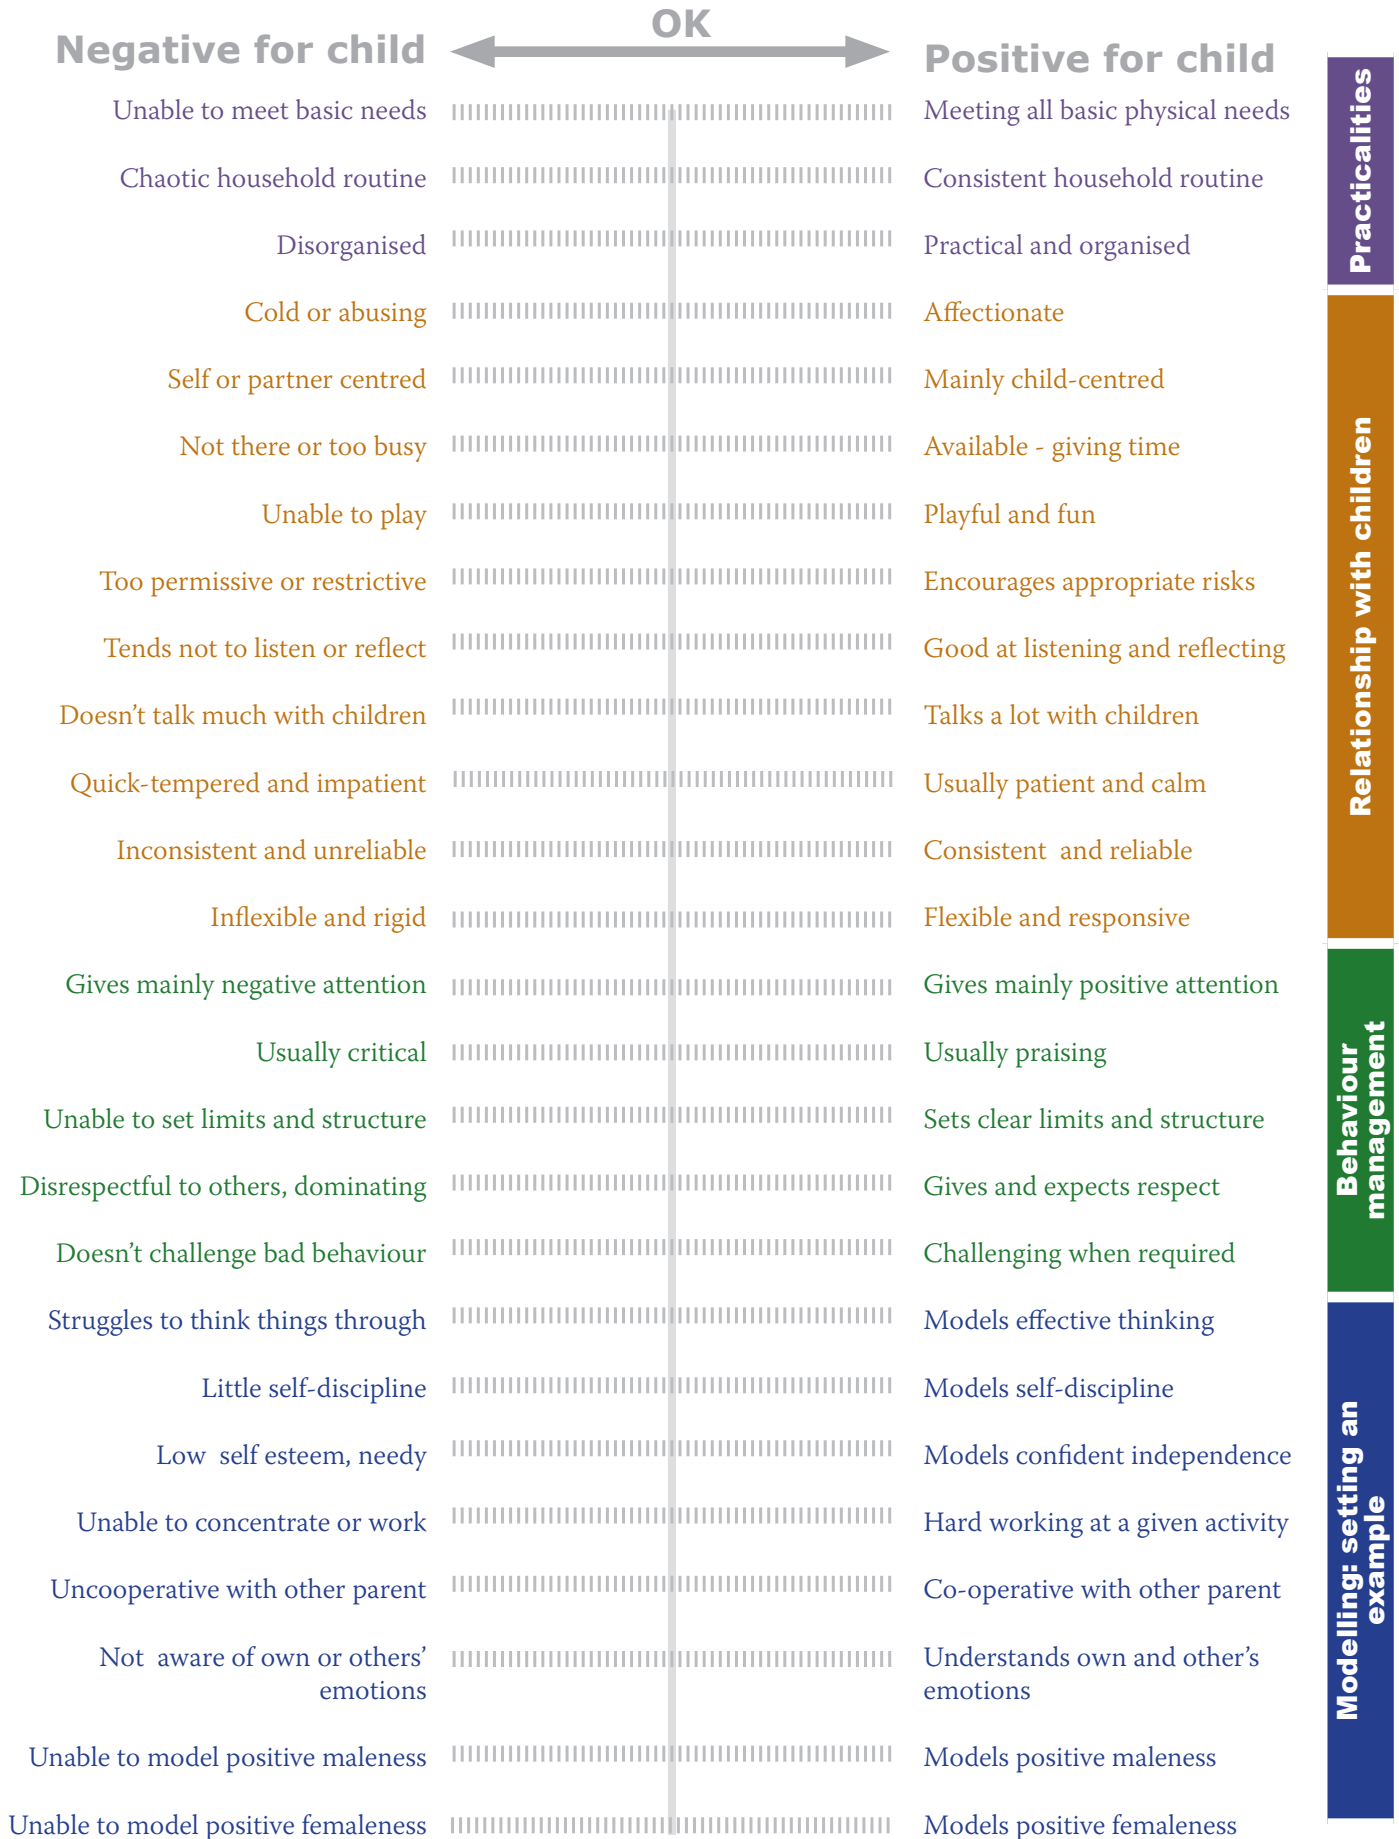 OK
Negative for child
Positive for child
Unable to meet basic needs
Meeting all basic physical needs
Chaotic household routine
Consistent household routine
Disorganised
Practical and organised
Practicalities
Cold or abusing
Affectionate
Self or partner centred
Mainly child-centred
Not there or too busy
Available - giving time
Unable to play
Playful and fun
Too permissive or restrictive
Encourages appropriate risks
Tends not to listen or reflect
Good at listening and reflecting
Doesn't talk much with children
Talks a lot with children
Quick-tempered and impatient
Usually patient and calm
Inconsistent and unreliable
Consistent  and reliable
Inflexible and rigid
Flexible and responsive
Relationship with children
Gives mainly negative attention
Gives mainly positive attention
Usually critical
Usually praising
Unable to set limits and structure
Sets clear limits and structure
Disrespectful to others, dominating
Gives and expects respect
Doesn't challenge bad behaviour
Challenging when required
Behaviour
management
Struggles to think things through
Models effective thinking
Little self-discipline
Models self-discipline
Low  self esteem, needy
Models confident independence
Unable to concentrate or work
Hard working at a given activity
Uncooperative with other parent
Co-operative with other parent
Not  aware of own or others'
emotions
Understands own and other's
emotions
Unable to model positive maleness
Models positive maleness
Unable to model positive femaleness
Models positive femaleness
Modelling: setting an
example